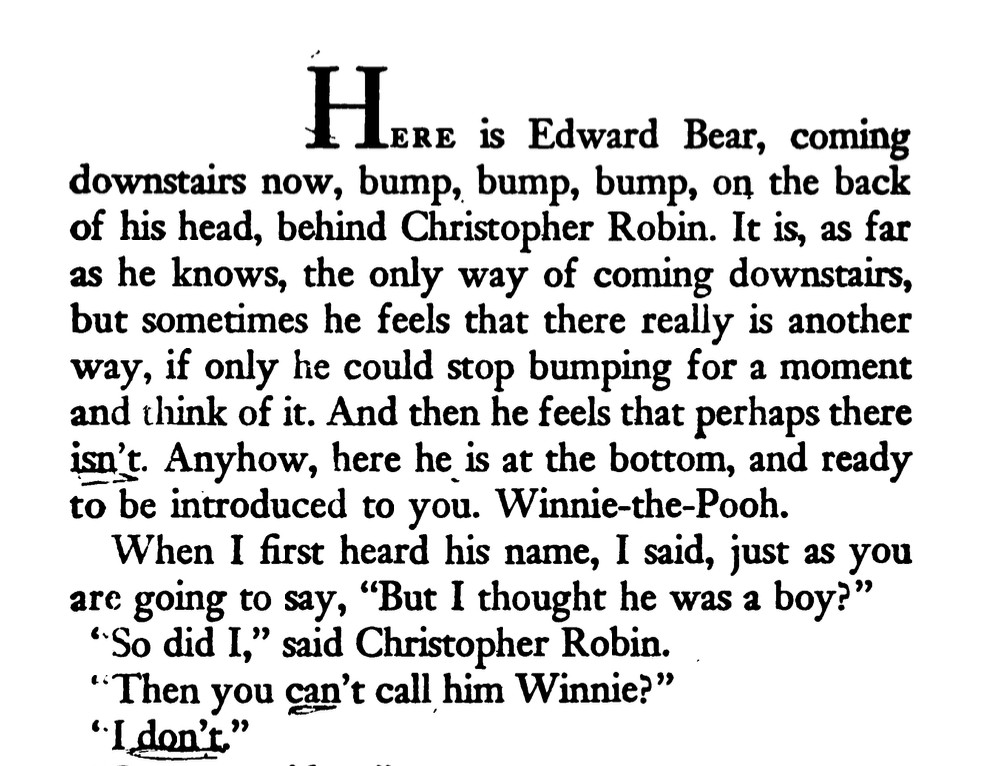 HERE is Edward Bear, coming
downstairs now, bump, bump, bump, on the back
of his head, behind Christopher Robin. It is, as far
as he knows, the only way of coming downstairs,
but sometimes he feels that there really is another
way, if only he could stop bumping for a moment
and think of it. And then he feels that perhaps there
isn't. Anyhow, here he is at the bottom, and ready
to be introduced to you. Winnie-the-Pooh.
When I first heard his name, I said, just as you
are going to say, "But I thought he was a boy?"
"So did I," said Christopher Robin.
"Then you can't call him Winnie?"
"I don't."